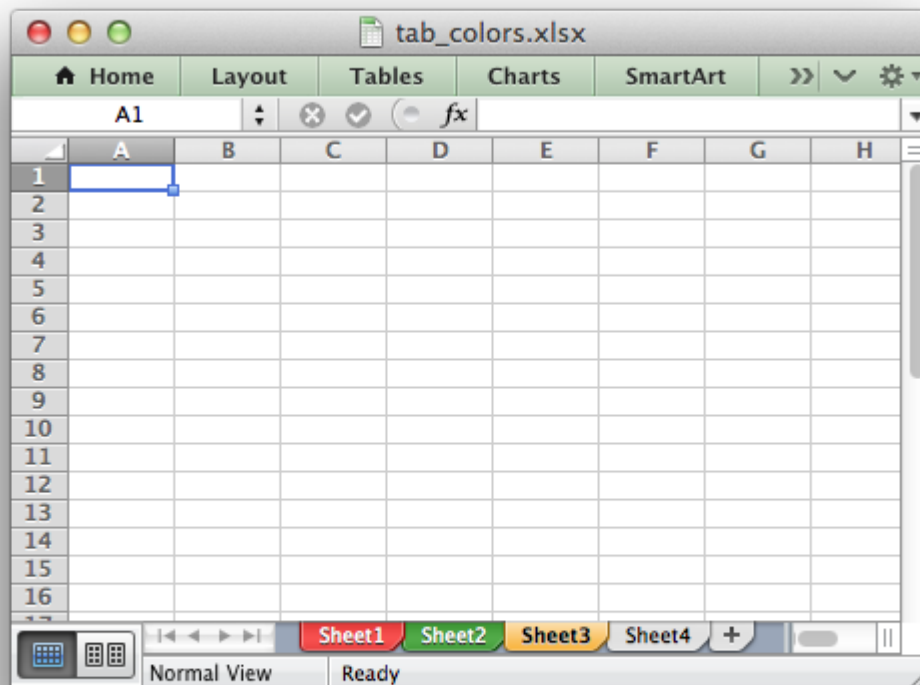 tab_colors.xlsx
Home Layout Tables Charts SmartArt
A1 fx
A B C D E F G H
1
2
3
4
5
6
7
8
9
10
11
12
13
14
15
16
17
Sheet1 Sheet2 Sheet3 Sheet4 +
Normal View Ready